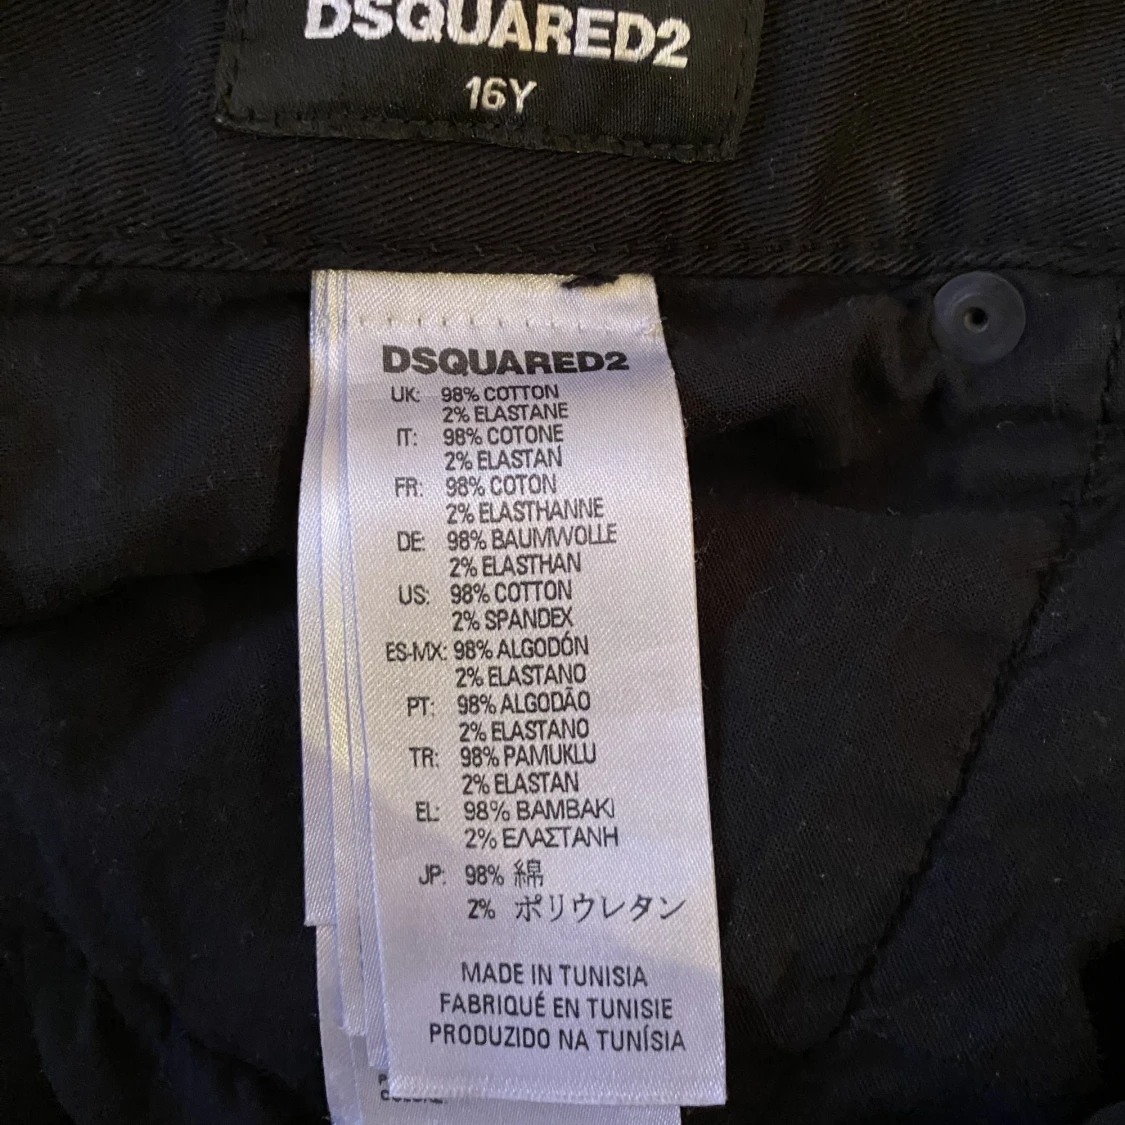 DSQUARED2
16Y
DSQUARED2
UK: 98% COTTON
2% ELASTANE
IT: 98% COTONE
2% ELASTAN
FR: 98% COTON
2% ELASTHANNE
DE: 98% BAUMWOLLE
2% ELASTHAN
US: 98% COTTON
2% SPANDEX
ES-MX: 98% ALGODÓN
2% ELASTANO
PT: 98% ALGODÃO
2% ELASTANO
TR: 98% PAMUKLU
2% ELASTAN
EL: 98% BAMBAKI
2% ΕΛΑΣΤΑΝΗ
JP: 98% 綿
2% ポリウレタン
MADE IN TUNISIA
FABRIQUÉ EN TUNISIE
PRODUZIDO NA TUNÍSIA